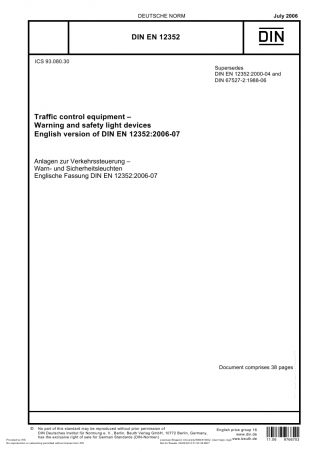 DEUTSCHE NORM
July 2006
DIN EN 12352
DIN
ICS 93.080.30
Supersedes
DIN EN 12352:2000-04 and
DIN 67527-2:1988-06
Traffic control equipment –
Warning and safety light devices
English version of DIN EN 12352:2006-07
Anlagen zur Verkehrssteuerung –
Warn- und Sicherheitsleuchten
Englische Fassung DIN EN 12352:2006-07
Document comprises 38 pages
© No part of this standard may be reproduced without prior permission of
DIN Deutsches Institut für Normung e. V., Berlin. Beuth Verlag GmbH, 10772 Berlin, Germany,
has the exclusive right of sale for German Standards (DIN-Normen).
English price group 16
www.din.de
www.beuth.de
11.06 9766703